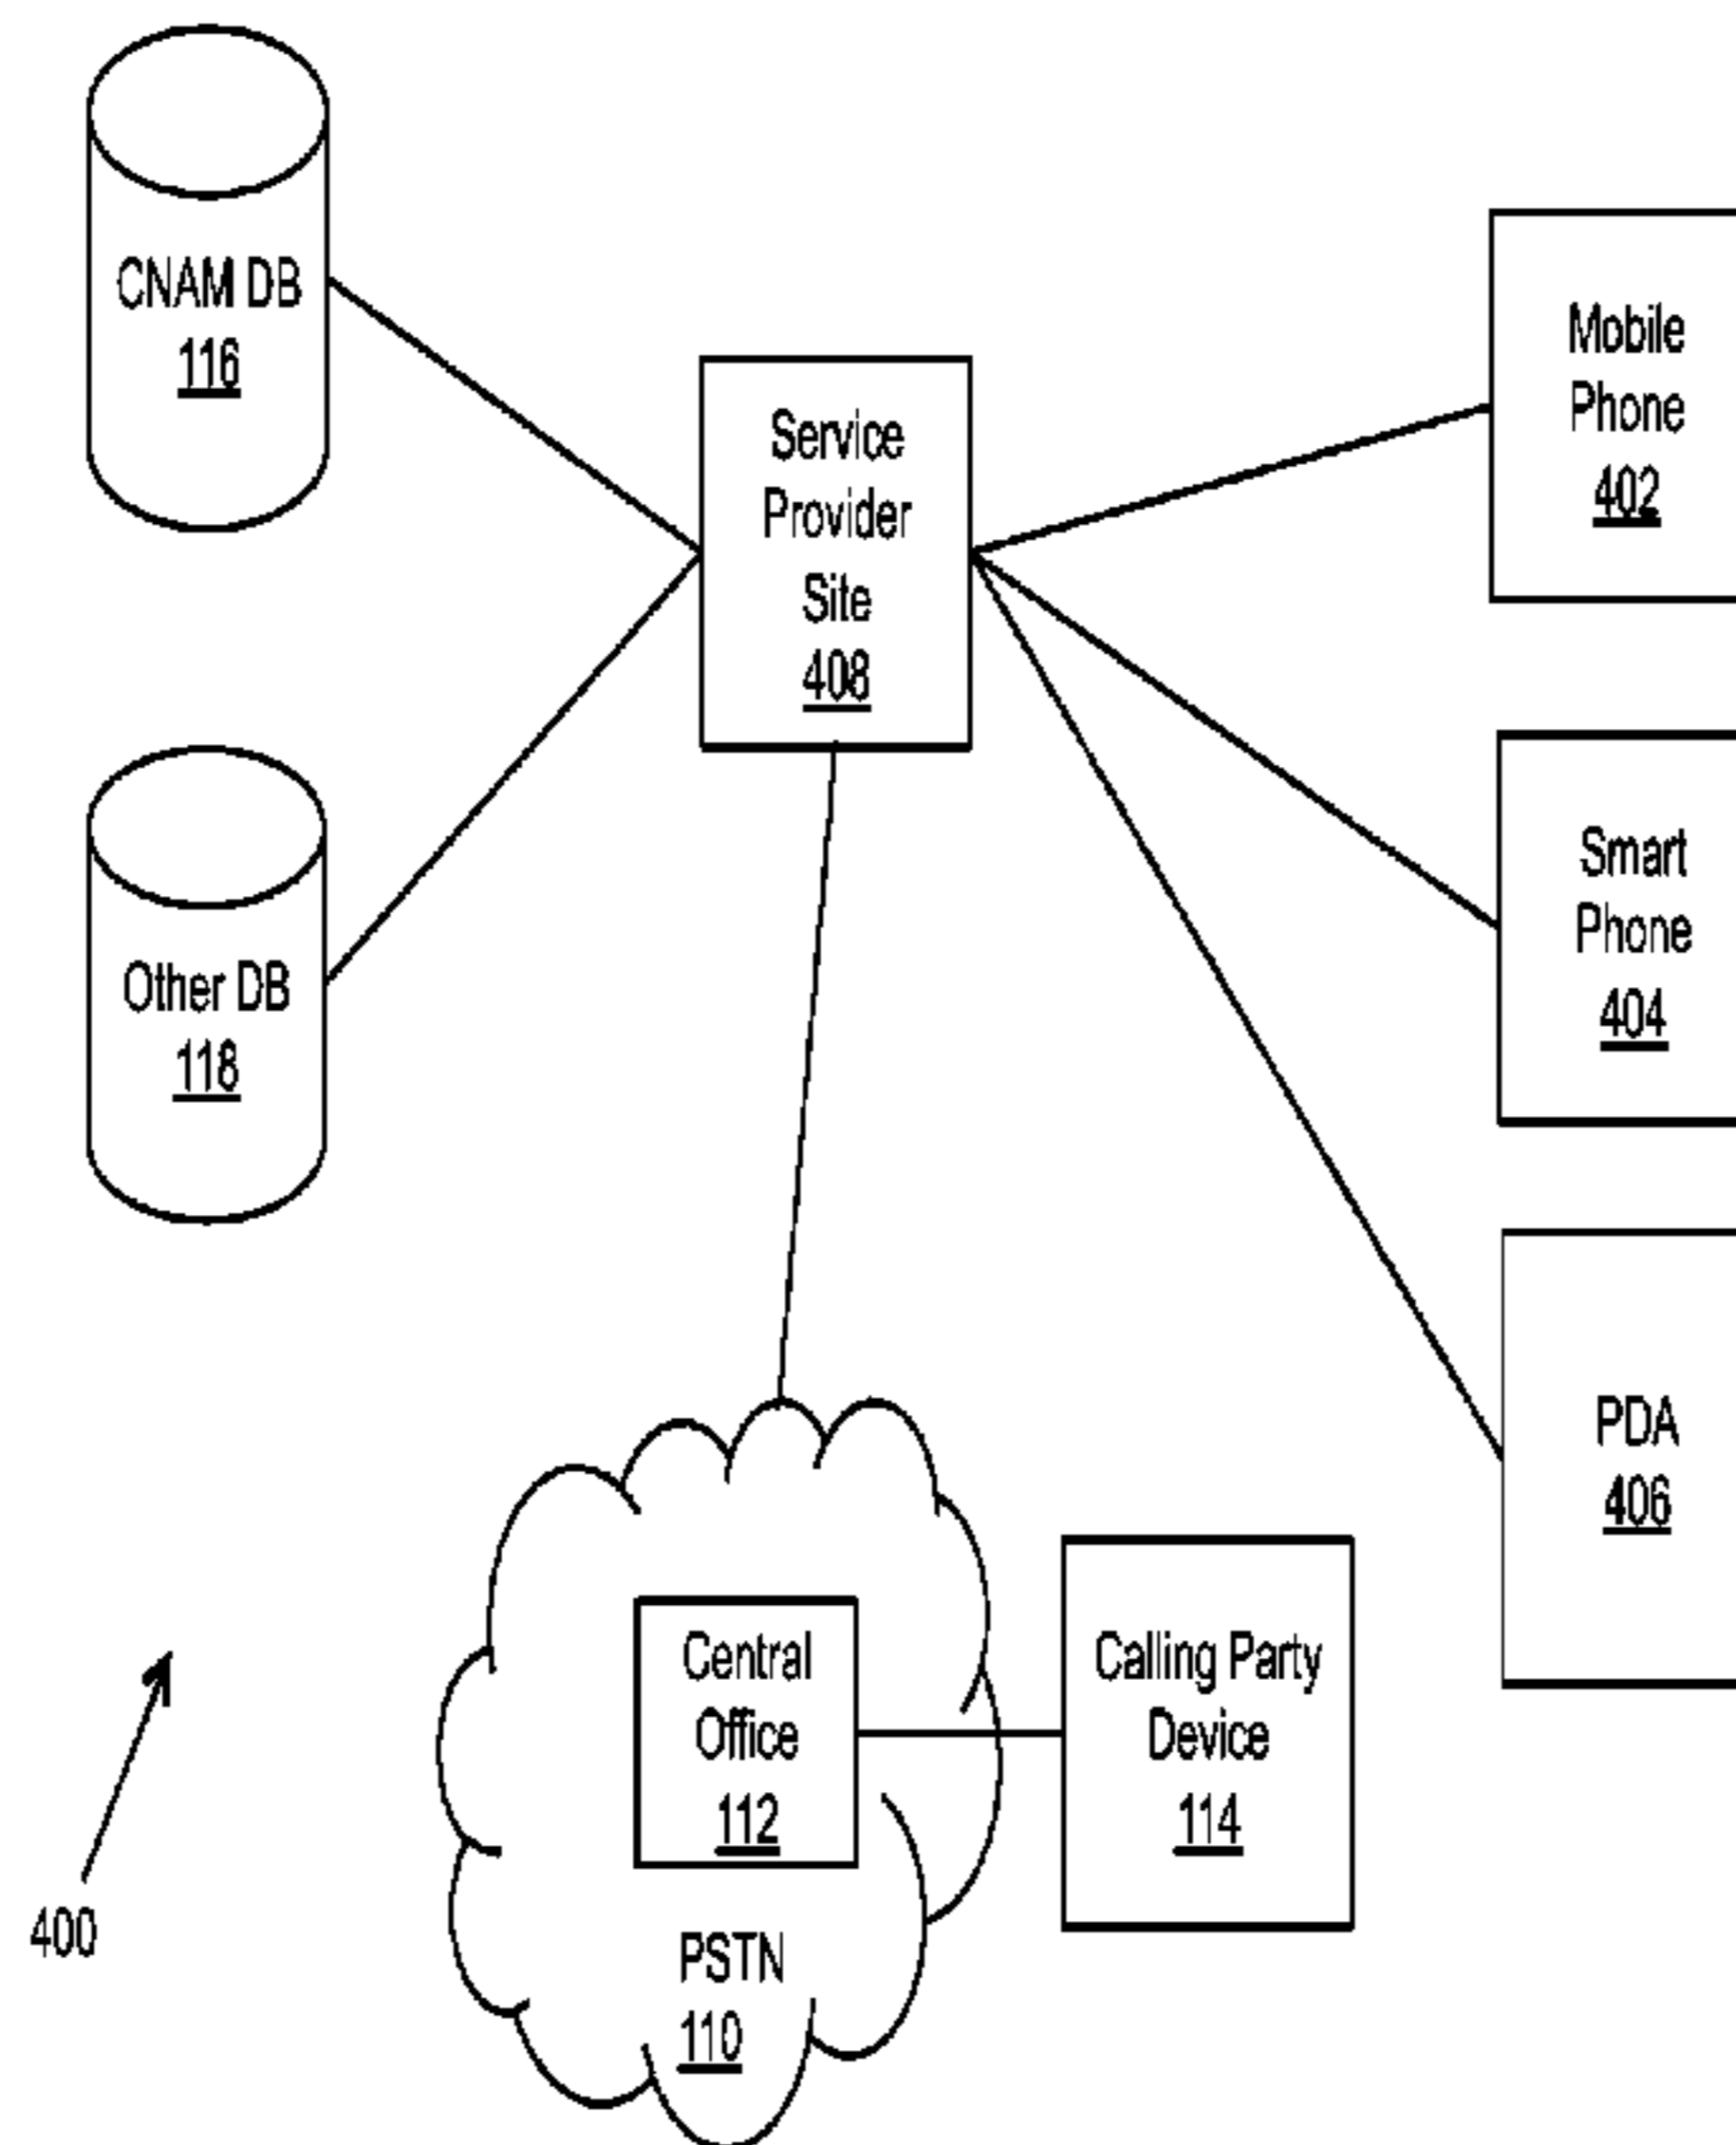 CNAM DB
116
Service
Provider
Site
408
Mobile
Phone
402
Other DB
118
Smart
Phone
404
PDA
406
Central
Office
112
Calling Party
Device
114
PSTN
110
400